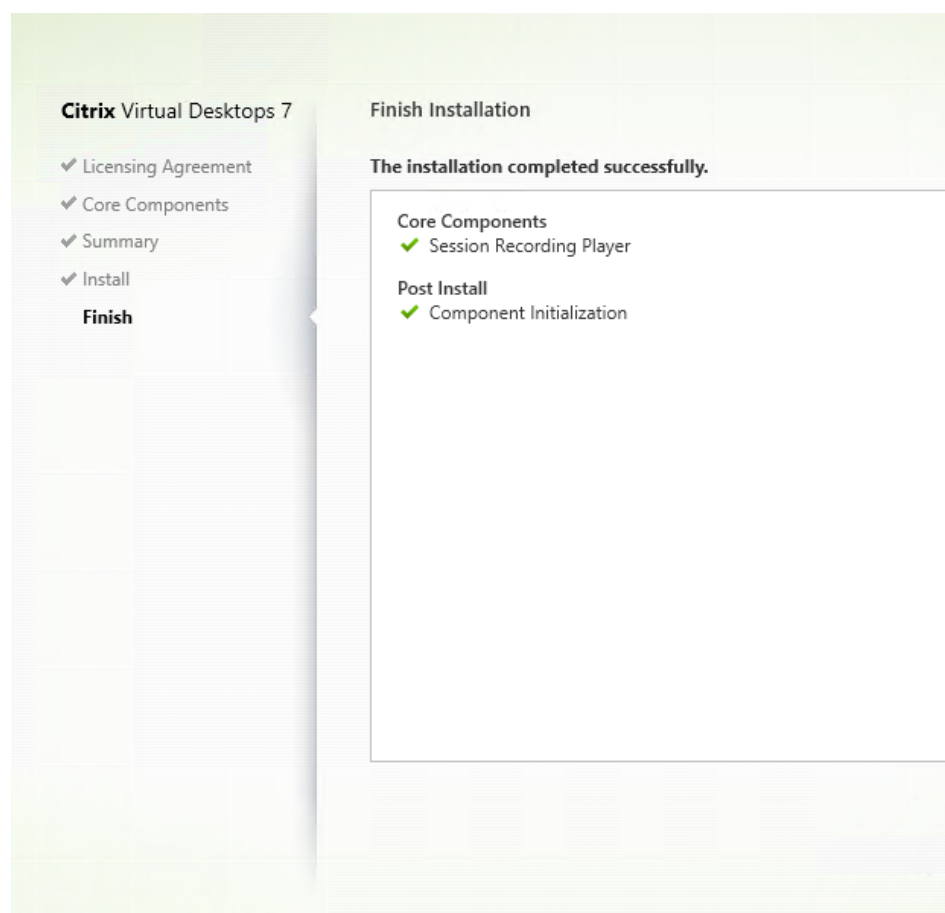 Citrix Virtual Desktops 7
Licensing Agreement
Core Components
Summary
Install
Finish
Finish Installation
The installation completed successfully.
Core Components
Session Recording Player
Post Install
Component Initialization